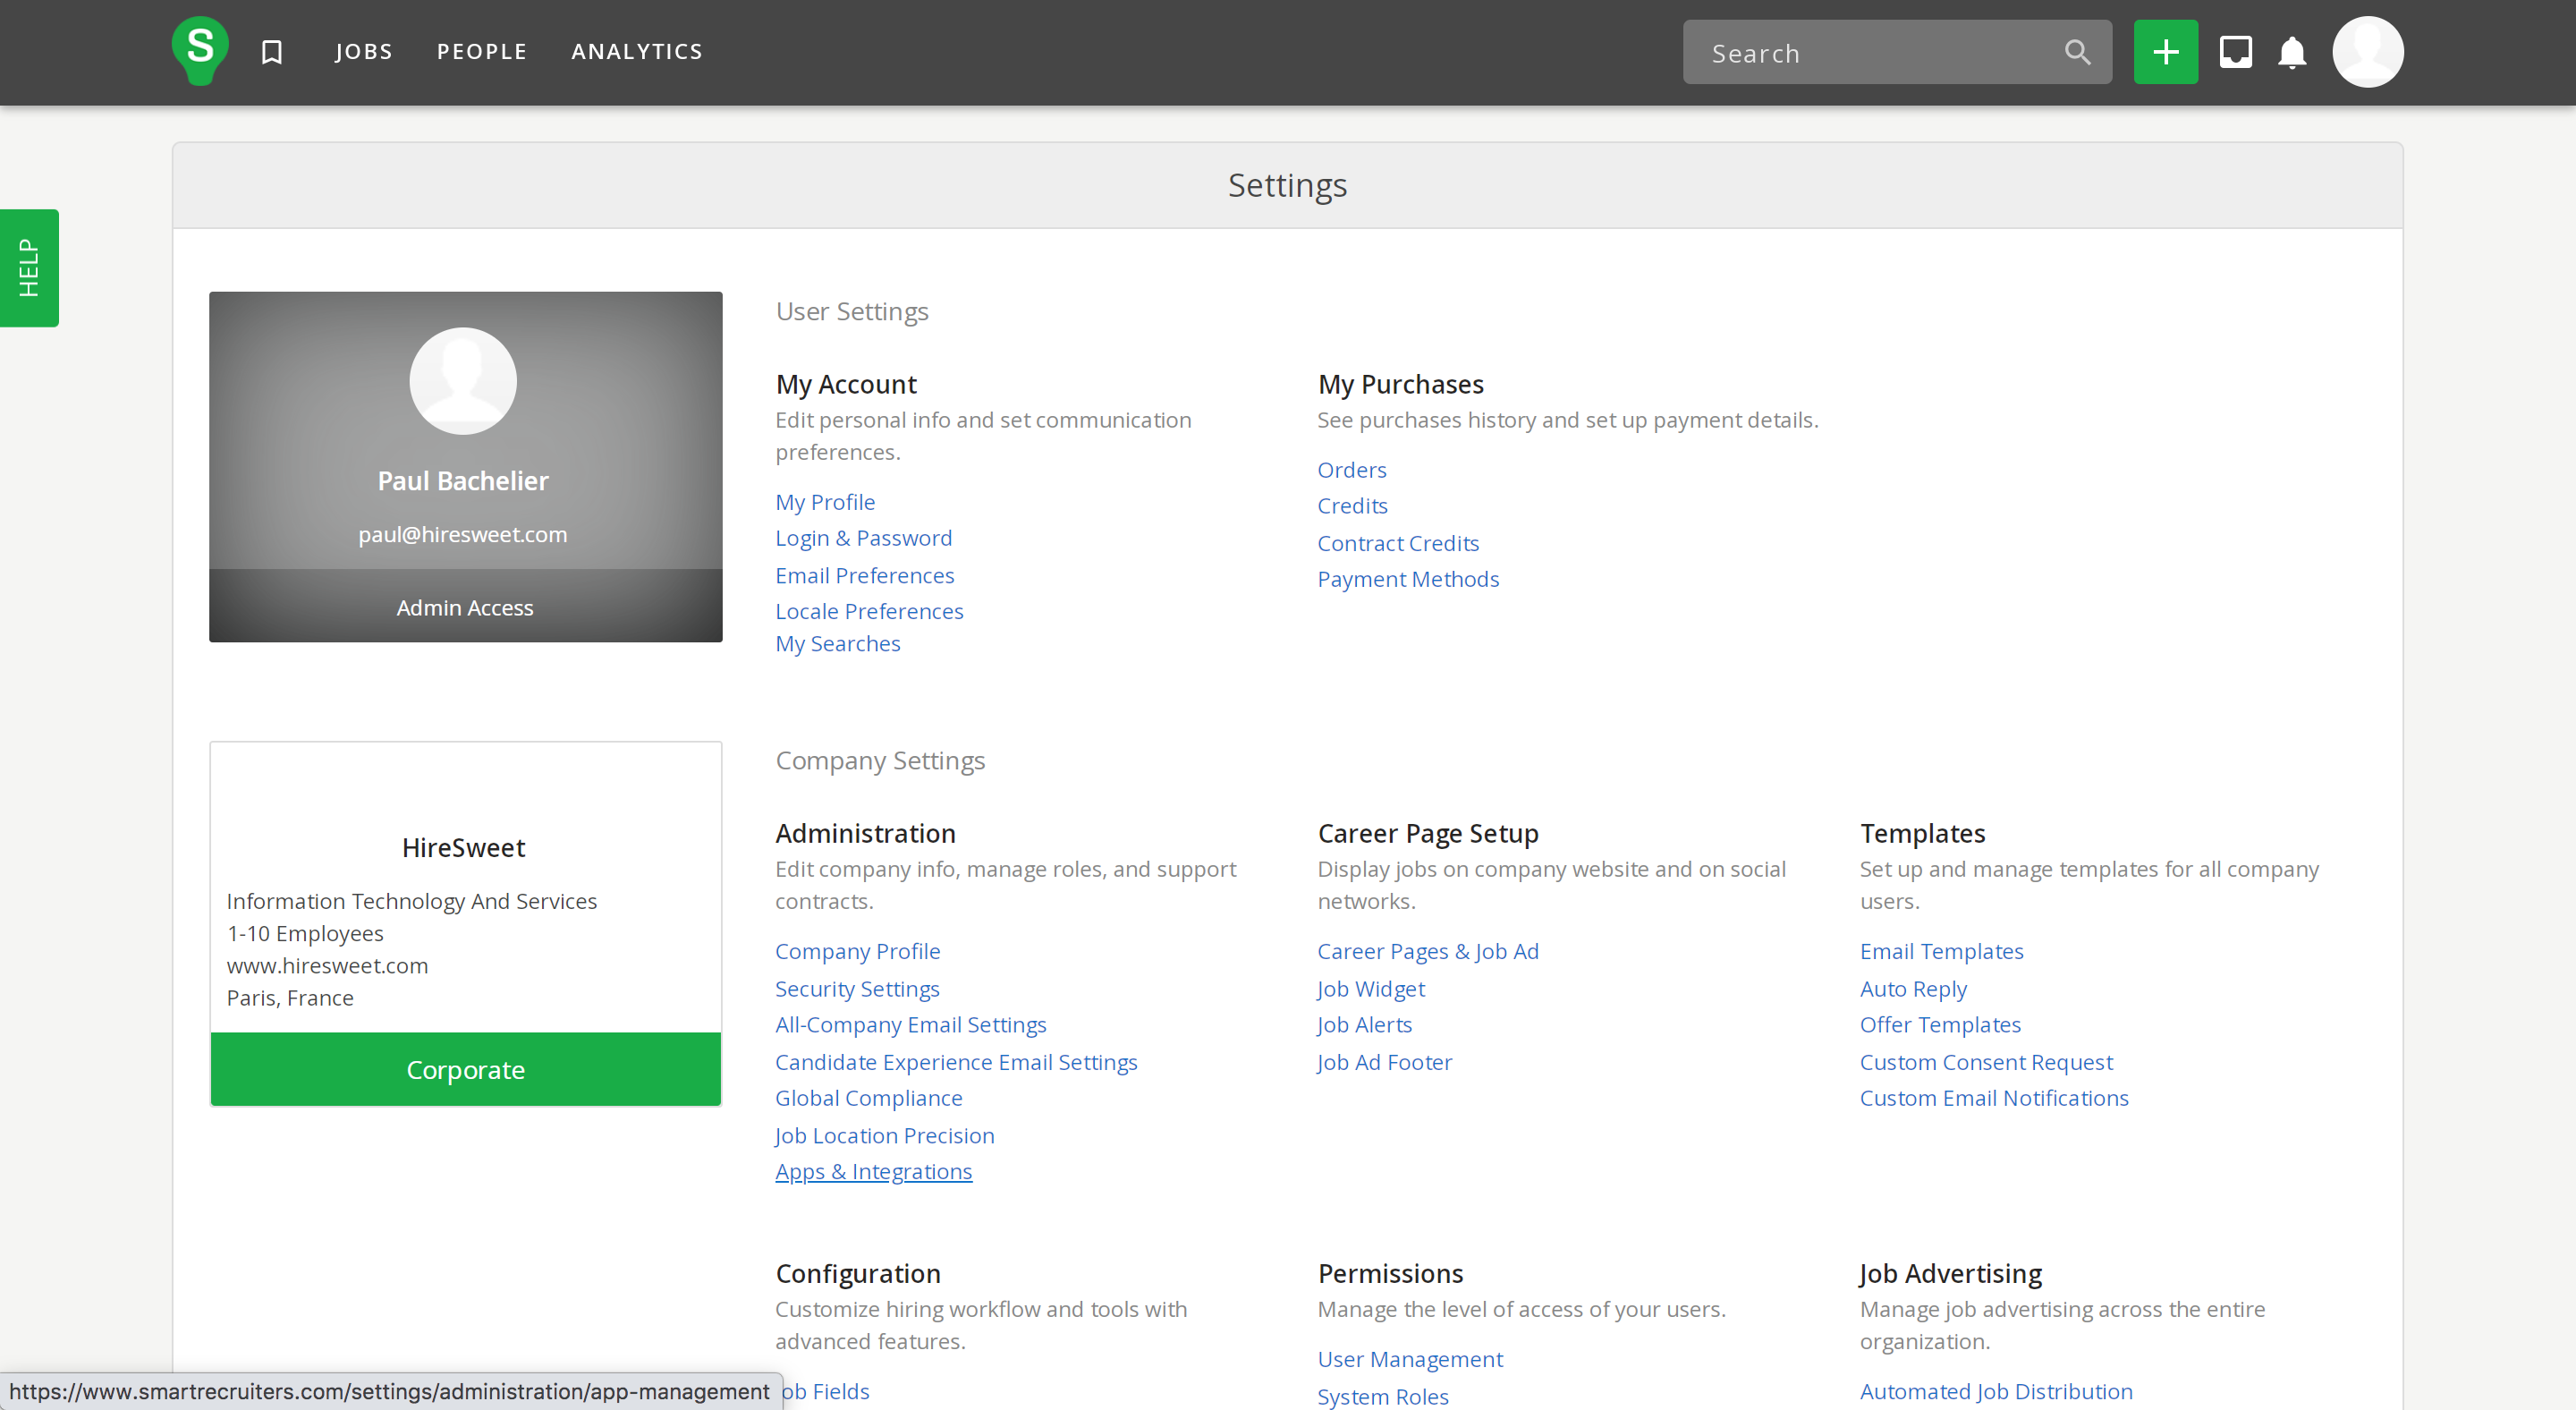 S
JOBS
PEOPLE
ANALYTICS
Search
HELP
Settings
Paul Bachelier
paul@hiresweet.com
Admin Access
User Settings
My Account
Edit personal info and set communication
preferences.
My Profile
Login & Password
Email Preferences
Locale Preferences
My Searches
My Purchases
See purchases history and set up payment details.
Orders
Credits
Contract Credits
Payment Methods
HireSweet
Information Technology And Services
1-10 Employees
www.hiresweet.com
Paris, France
Corporate
Company Settings
Administration
Edit company info, manage roles, and support
contracts.
Company Profile
Security Settings
All-Company Email Settings
Candidate Experience Email Settings
Global Compliance
Job Location Precision
Apps & Integrations
Career Page Setup
Display jobs on company website and on social
networks.
Career Pages & Job Ad
Job Widget
Job Alerts
Job Ad Footer
Templates
Set up and manage templates for all company
users.
Email Templates
Auto Reply
Offer Templates
Custom Consent Request
Custom Email Notifications
Configuration
Customize hiring workflow and tools with
advanced features.
ob Fields
Permissions
Manage the level of access of your users.
User Management
System Roles
Job Advertising
Manage job advertising across the entire
organization.
Automated Job Distribution
https://www.smartrecruiters.com/settings/administration/app-management